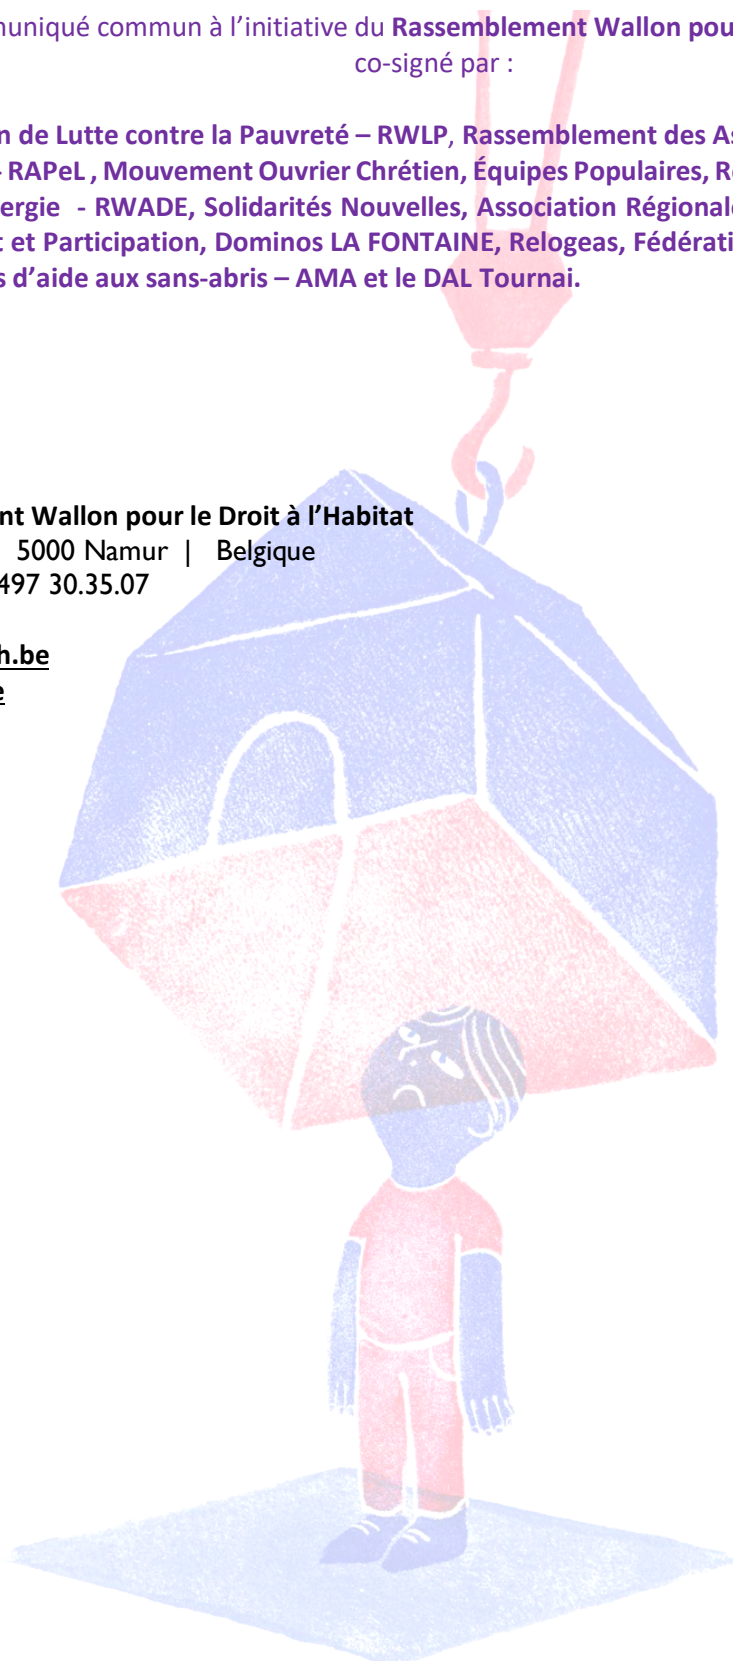 muniqué commun à l’initiative du Rassemblement Wallon pou
co-signé par :
n de Lutte contre la Pauvreté – RWLP, Rassemblement des As
- RAPeL , Mouvement Ouvrier Chrétien, Équipes Populaires, R
nergie - RWADE, Solidarités Nouvelles, Association Régional
t et Participation, Dominos LA FONTAINE, Relogeas, Fédérati
s d’aide aux sans-abris – AMA et le DAL Tournai.
nt Wallon pour le Droit à l’Habitat
5000 Namur | Belgique
497 30.35.07
h.be
e